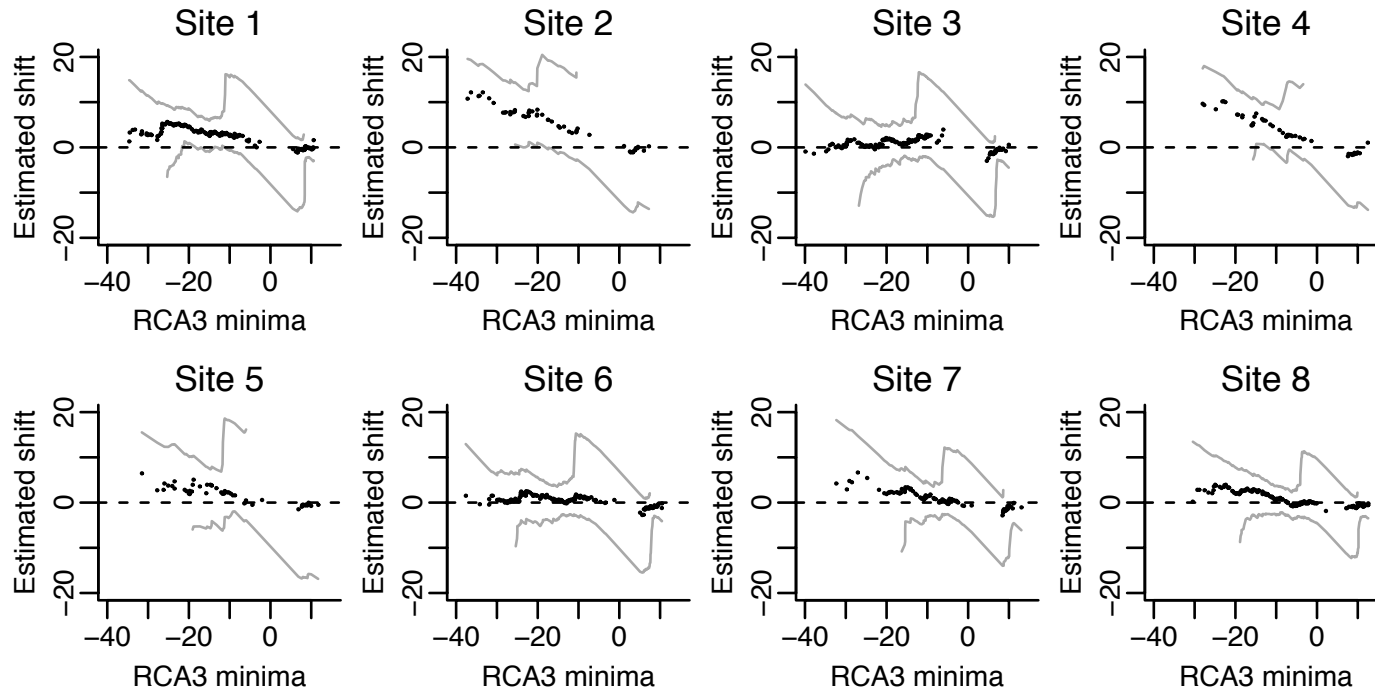 Site 1
Estimated shift
20
0
−20
−40 −20 0
RCA3 minima
Site 2
Estimated shift
20
0
−20
−40 −20 0
RCA3 minima
Site 3
Estimated shift
20
0
−20
−40 −20 0
RCA3 minima
Site 4
Estimated shift
20
0
−20
−40 −20 0
RCA3 minima
Site 5
Estimated shift
20
0
−20
−40 −20 0
RCA3 minima
Site 6
Estimated shift
20
0
−20
−40 −20 0
RCA3 minima
Site 7
Estimated shift
20
0
−20
−40 −20 0
RCA3 minima
Site 8
Estimated shift
20
0
−20
−40 −20 0
RCA3 minima